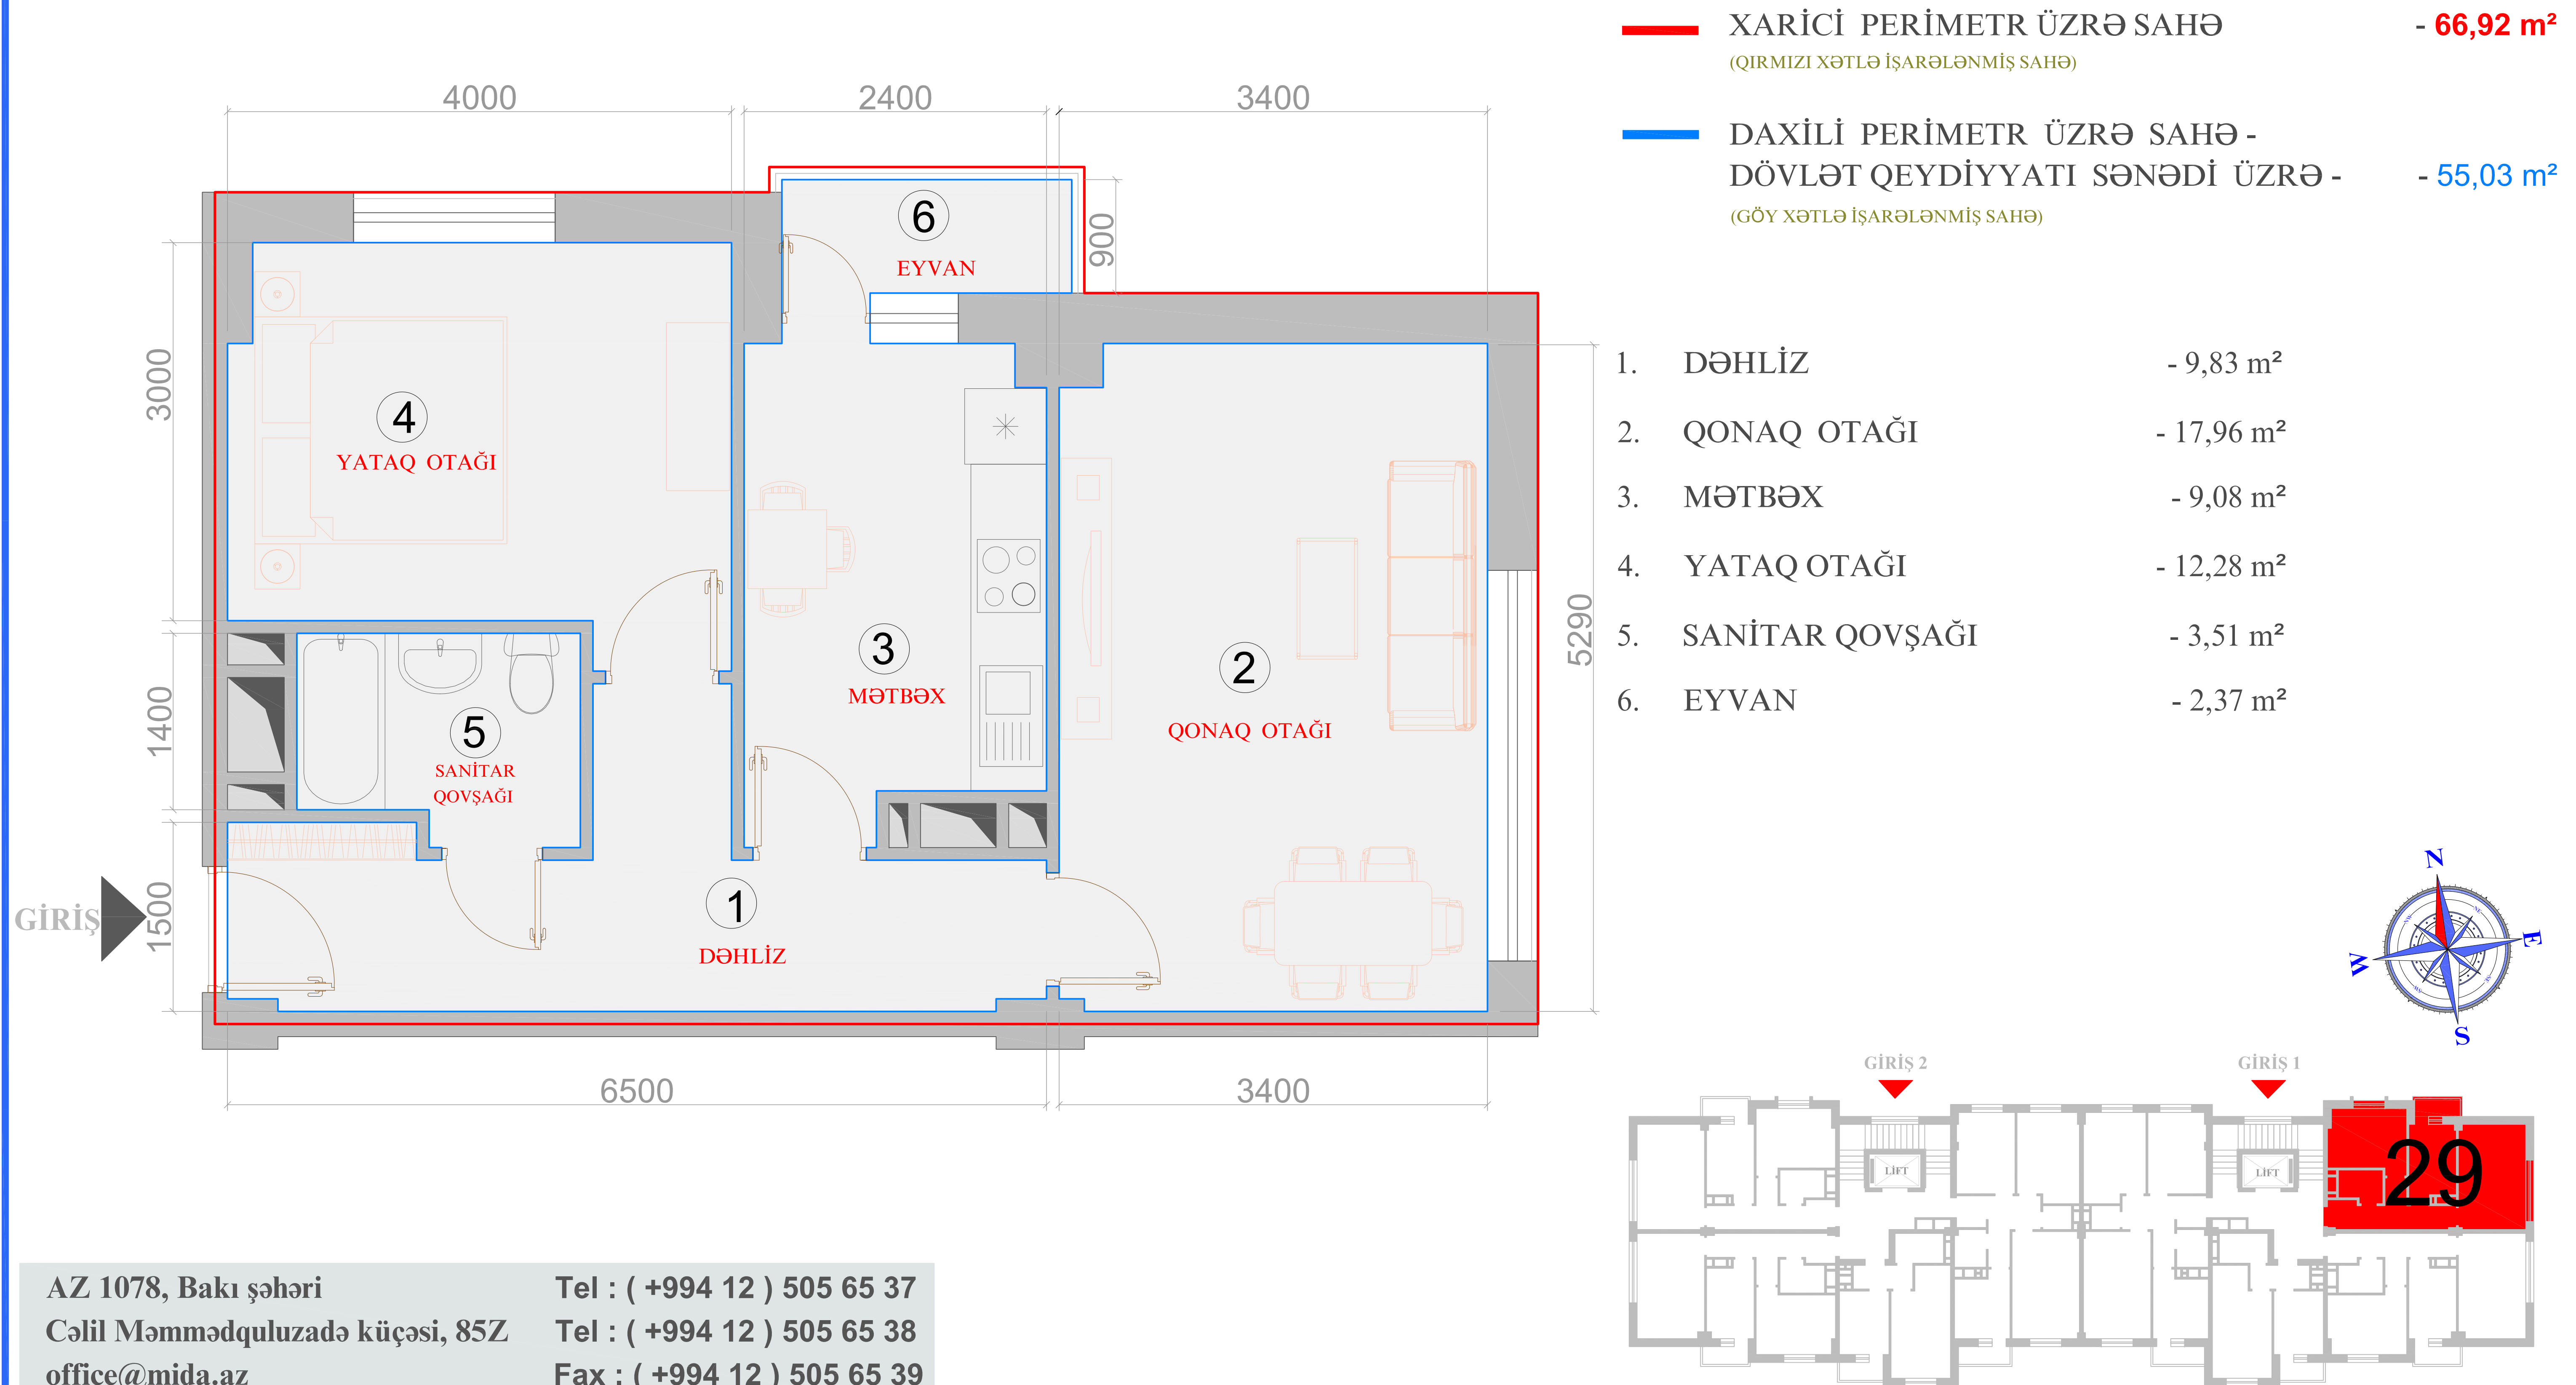 XARİCİ PERİMETR ÜZRƏ SAHƏ - 66,92 m²
(QIRMIZI XƏTLƏ İŞARƏLƏNMİŞ SAHƏ)
DAXİLİ PERİMETR ÜZRƏ SAHƏ -
DÖVLƏT QEYDİYYATI SƏNƏDİ ÜZRƏ - - 55,03 m²
(GÖY XƏTLƏ İŞARƏLƏNMİŞ SAHƏ)
4000
2400
3400
6
EYVAN
900
3000
4
YATAQ OTAĞI
1400
5
SANİTAR
QOVŞAĞI
3
MƏTBƏX
2
QONAQ OTAĞI
5290
GİRİŞ
1500
1
DƏHLİZ
6500
3400
1. DƏHLİZ - 9,83 m²
2. QONAQ OTAĞI - 17,96 m²
3. MƏTBƏX - 9,08 m²
4. YATAQ OTAĞI - 12,28 m²
5. SANİTAR QOVŞAĞI - 3,51 m²
6. EYVAN - 2,37 m²
N
E
W
S
GİRİŞ 2
GİRİŞ 1
LİFT
LİFT
29
AZ 1078, Bakı şəhəri Tel : ( +994 12 ) 505 65 37
Cəlil Məmmədquluzadə küçəsi, 85Z Tel : ( +994 12 ) 505 65 38
office@mida.az Fax : ( +994 12 ) 505 65 39